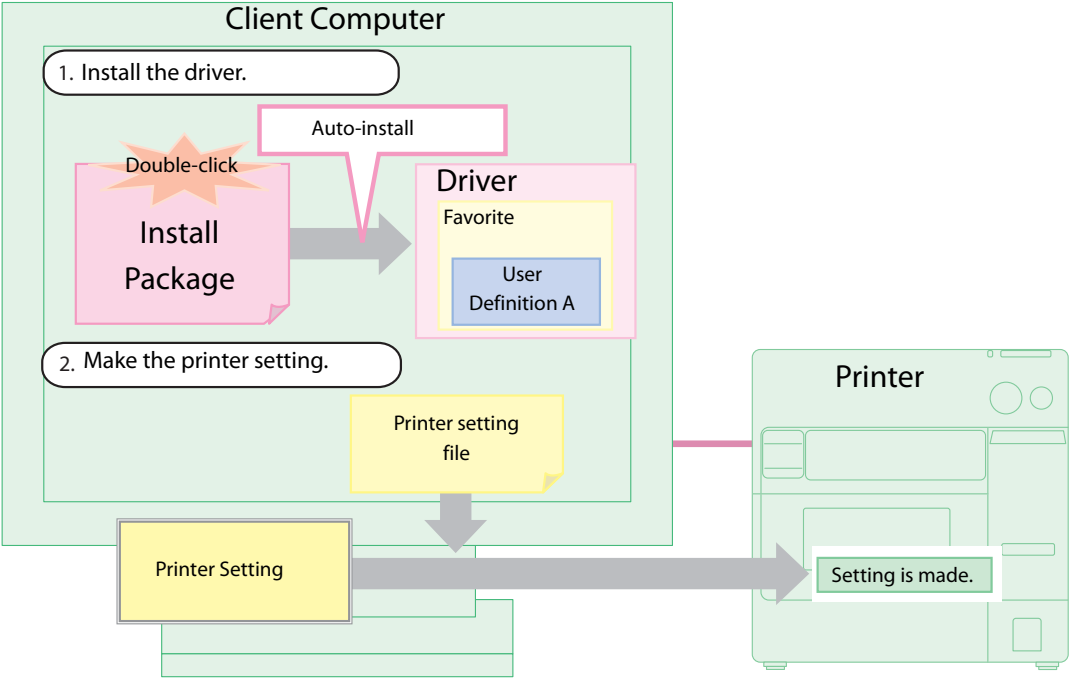 Client Computer
1. Install the driver.
Auto-install
Double-click
Install
Package
Driver
Favorite
User
Definition A
2. Make the printer setting.
Printer setting
file
Printer Setting
Printer
Setting is made.